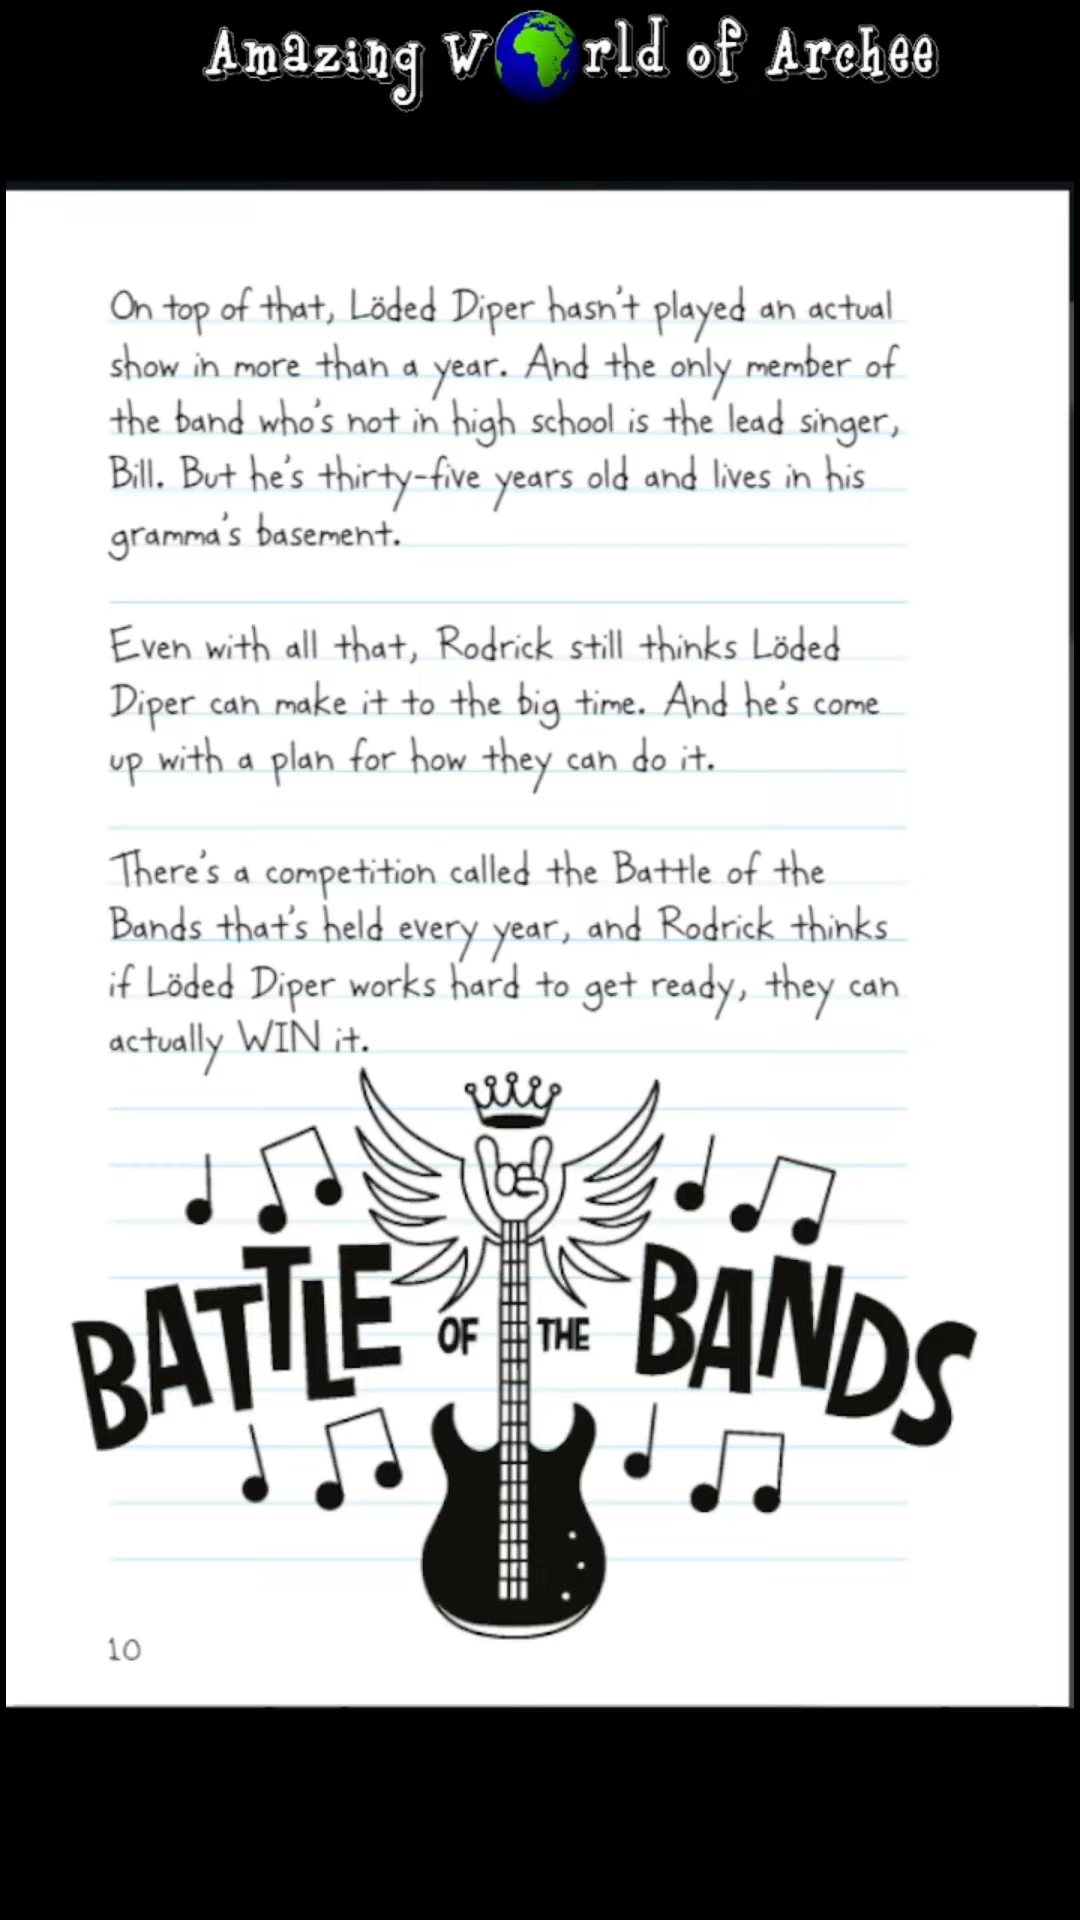 Amazing World of Archee
On top of that, Löded Diper hasn't played an actual
show in more than a year. And the only member of
the band who's not in high school is the lead singer,
Bill. But he's thirty-five years old and lives in his
gramma's basement.
Even with all that, Rodrick still thinks Löded
Diper can make it to the big time. And he's come
up with a plan for how they can do it.
There's a competition called the Battle of the
Bands that's held every year, and Rodrick thinks
if Löded Diper works hard to get ready, they can
actually WIN it.
BATTLE OF THE BANDS
10